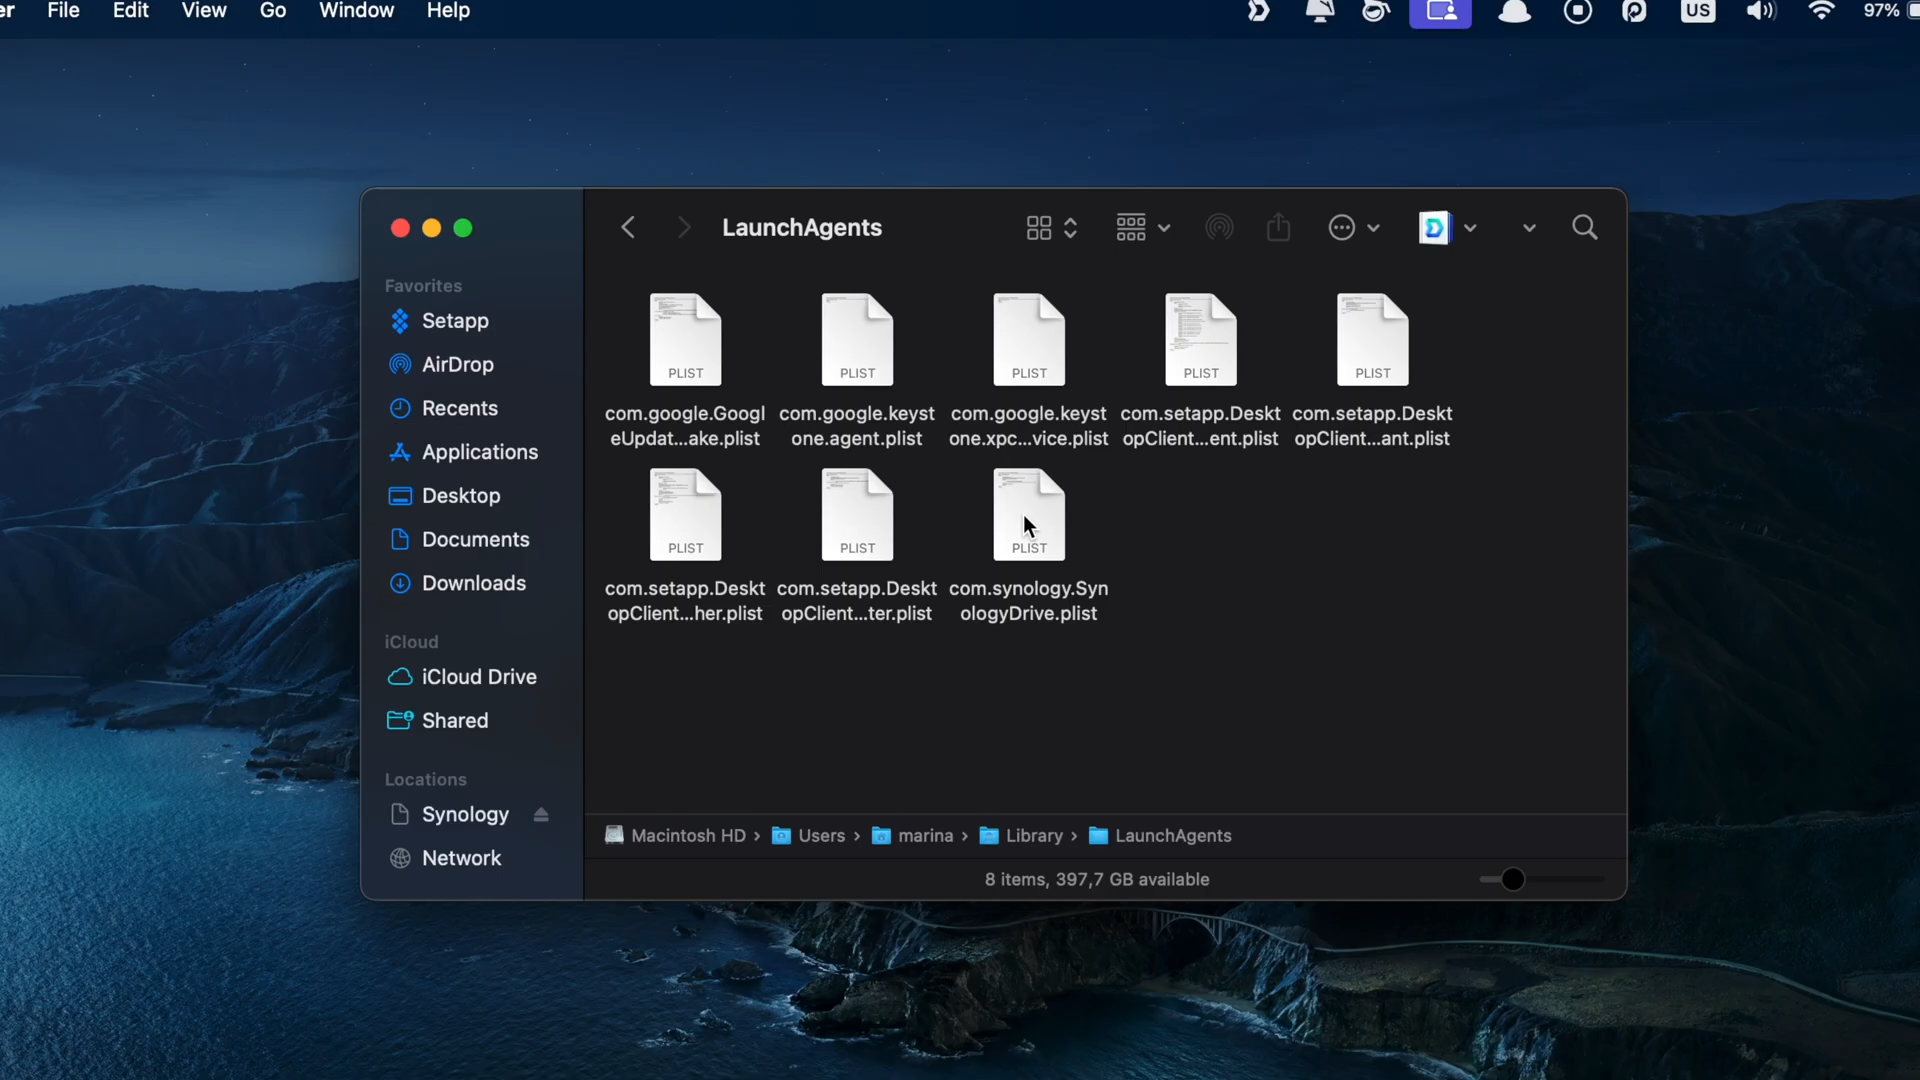 er File Edit View Go Window Help US 97%
LaunchAgents
Favorites
Setapp
AirDrop
Recents
Applications
Desktop
Documents
Downloads
iCloud
iCloud Drive
Shared
Locations
Synology
Network
PLIST PLIST PLIST PLIST PLIST
com.google.Googl com.google.keyst com.google.keyst com.setapp.Deskt com.setapp.Deskt
eUpdat...ake.plist one.agent.plist one.xpc...vice.plist opClient...ent.plist opClient...ant.plist
PLIST PLIST PLIST
com.setapp.Deskt com.setapp.Deskt com.synology.Syn
opClient...her.plist opClient...ter.plist ologyDrive.plist
Macintosh HD › Users › marina › Library › LaunchAgents
8 items, 397,7 GB available